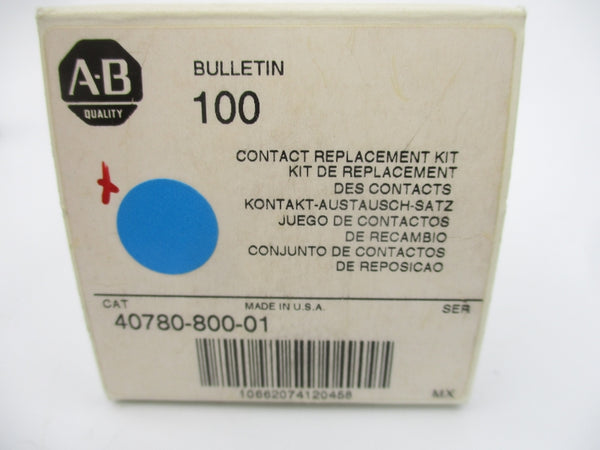 A-B
QUALITY
BULLETIN
100
CONTACT REPLACEMENT KIT
KIT DE REPLACEMENT
DES CONTACTS
KONTAKT-AUSTAUSCH-SATZ
JUEGO DE CONTACTOS
DE RECAMBIO
CONJUNTO DE CONTACTOS
DE REPOSICAO
CAT MADE IN U.S.A. SER
40780-800-01
10662074120458
MX